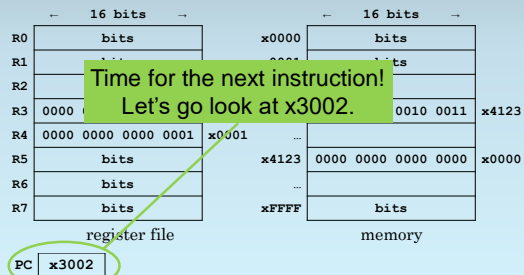 ← 16 bits → ← 16 bits →
R0 bits x0000 bits
R1 bits bits
R2
Time for the next instruction!
Let's go look at x3002.
R3 0000 0010 0011 x4123
R4 0000 0000 0000 0001 x0001 …
R5 bits x4123 0000 0000 0000 0000 x0000
R6 bits …
R7 bits xFFFF bits
register file memory
PC x3002